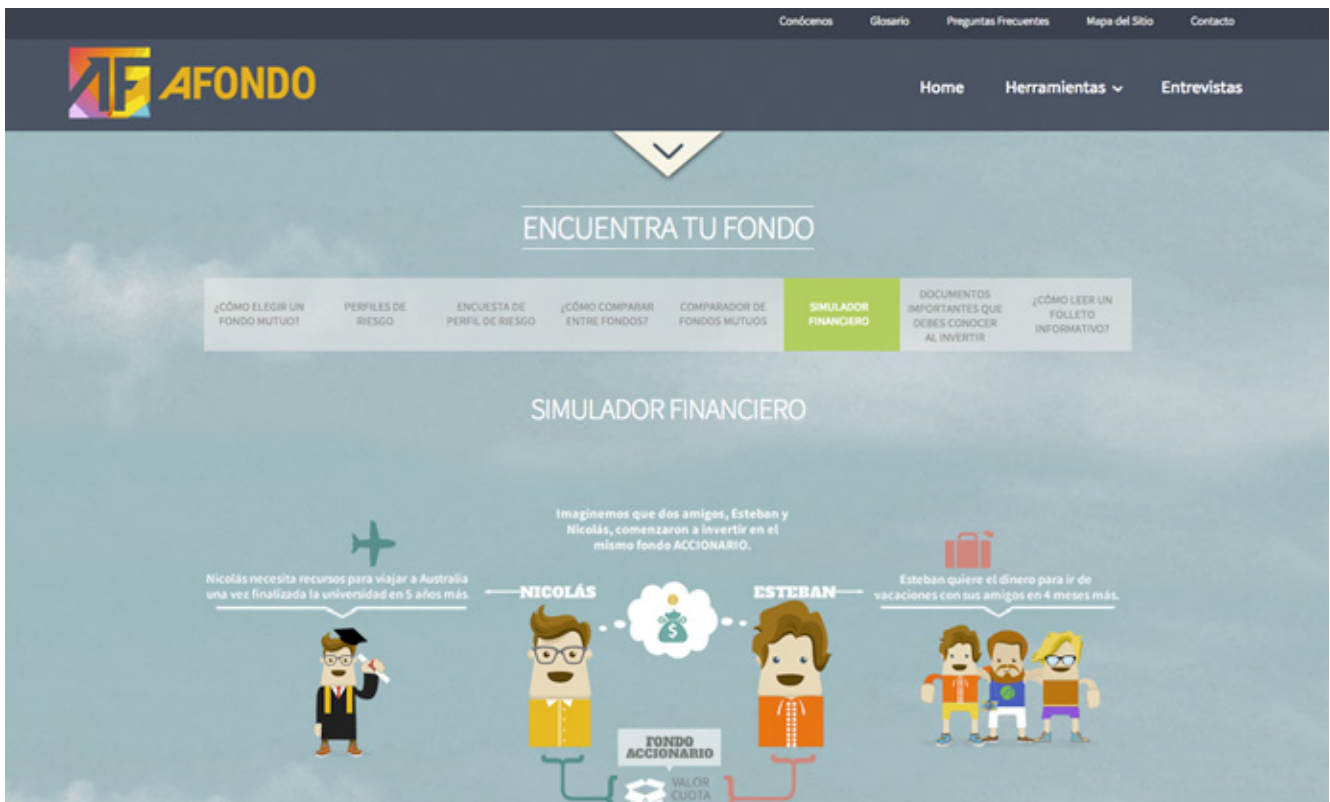 Conócenos Glosario Preguntas Frecuentes Mapa del Sitio Contacto
AF AFONDO
Home Herramientas Entrevistas
ENCUENTRA TU FONDO
¿CÓMO ELEGIR UN
FONDO MUTUO?
PERFILES DE
RIESGO
ENCUESTA DE
PERFIL DE RIESGO
¿CÓMO COMPARAR
ENTRE FONDOS?
COMPARADOR DE
FONDOS MUTUOS
SIMULADOR
FINANCIERO
DOCUMENTOS
IMPORTANTES QUE
DEBES CONOCER
AL INVERTIR
¿CÓMO LEER UN
FOLLETO
INFORMATIVO?
SIMULADOR FINANCIERO
Imaginemos que dos amigos, Esteban y
Nicolás, comenzaron a invertir en el
mismo fondo ACCIONARIO.
Nicolás necesita recursos para viajar a Australia
una vez finalizada la universidad en 5 años más.
NICOLÁS
$
ESTEBAN
Esteban quiere el dinero para ir de
vacaciones con sus amigos en 4 meses más.
FONDO
ACCIONARIO
VALOR
CUOTA